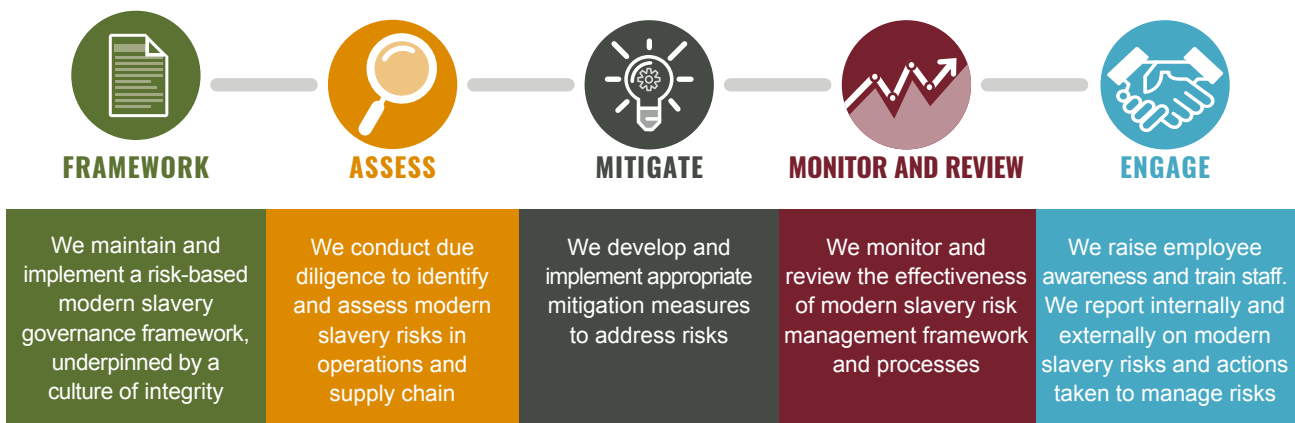 FRAMEWORK
ASSESS
MITIGATE
MONITOR AND REVIEW
ENGAGE
We maintain and
implement a risk-based
modern slavery
governance framework,
underpinned by a
culture of integrity
We conduct due
diligence to identify
and assess modern
slavery risks in
operations and
supply chain
We develop and
implement appropriate
mitigation measures
to address risks
We monitor and
review the effectiveness
of modern slavery risk
management framework
and processes
We raise employee
awareness and train staff.
We report internally and
externally on modern
slavery risks and actions
taken to manage risks